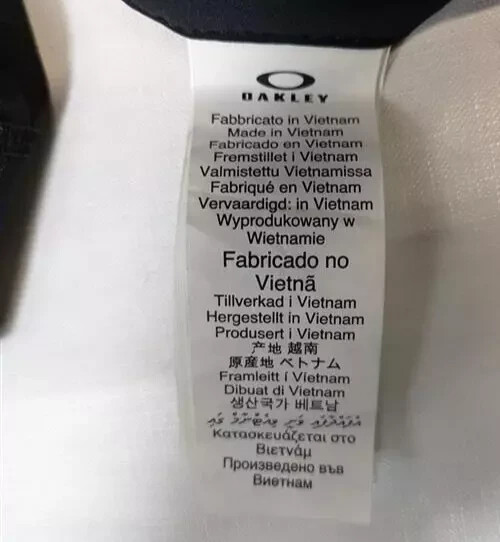 OAKLEY
Fabbricato in Vietnam
Made in Vietnam
Fabricado en Vietnam
Fremstillet i Vietnam
Valmistettu Vietnamissa
Fabriqué en Vietnam
Vervaardigd: in Vietnam
Wyprodukowany w
Wietnamie
Fabricado no
Vietnã
Tillverkad i Vietnam
Hergestellt in Vietnam
Produsert i Vietnam
产地 越南
原産地 ベトナム
Framleitt í Víetnam
Dibuat di Vietnam
생산국가 베트남
Κατασκευάζεται στο
Βιετνάμ
Произведено във
Виетнам